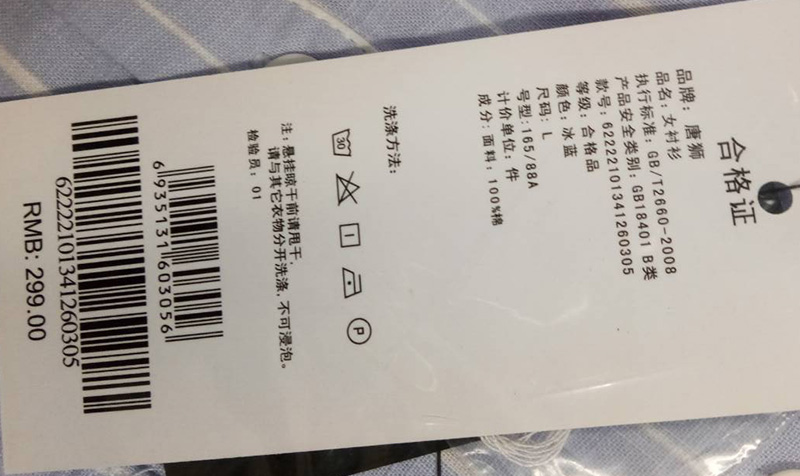 合格证
品牌: 唐狮
品名: 女衬衫
执行标准: GB/T2660-2008
产品安全类别: GB18401 B类
款号: 62222101341260305
等级: 合格品
颜色: 冰蓝
尺码: L
号型: 165/88A
计价单位: 件
成分: 面料: 100%棉
洗涤方法:
30
P
注: 悬挂晾干前请甩干,
请与其它衣物分开洗涤, 不可浸泡。
检验员: 01
6935131603056
62222101341260305
RMB: 299.00